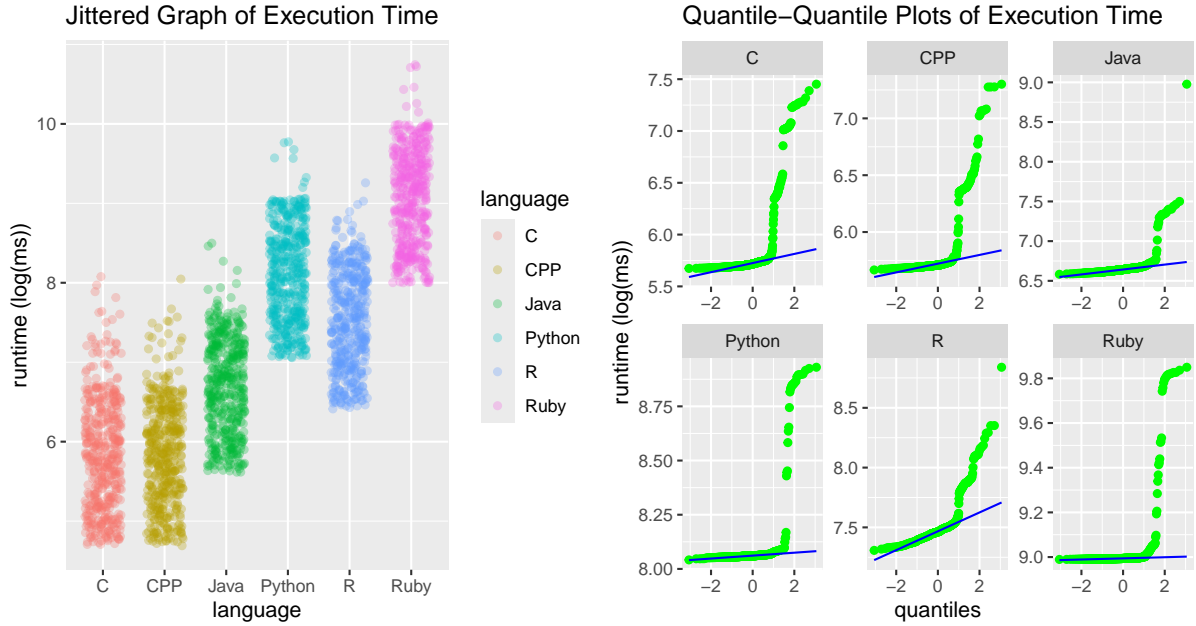 Jittered Graph of Execution Time
runtime (log(ms))
10
8
6
C CPP Java Python R Ruby
language
language
C
CPP
Java
Python
R
Ruby
Quantile−Quantile Plots of Execution Time
runtime (log(ms))
C
7.5
7.0
6.5
6.0
5.5
−2 0 2
CPP
7.0
6.5
6.0
−2 0 2
Java
9.0
8.5
8.0
7.5
7.0
6.5
−2 0 2
Python
8.75
8.50
8.25
8.00
−2 0 2
R
8.5
8.0
7.5
−2 0 2
Ruby
9.8
9.6
9.4
9.2
9.0
−2 0 2
quantiles